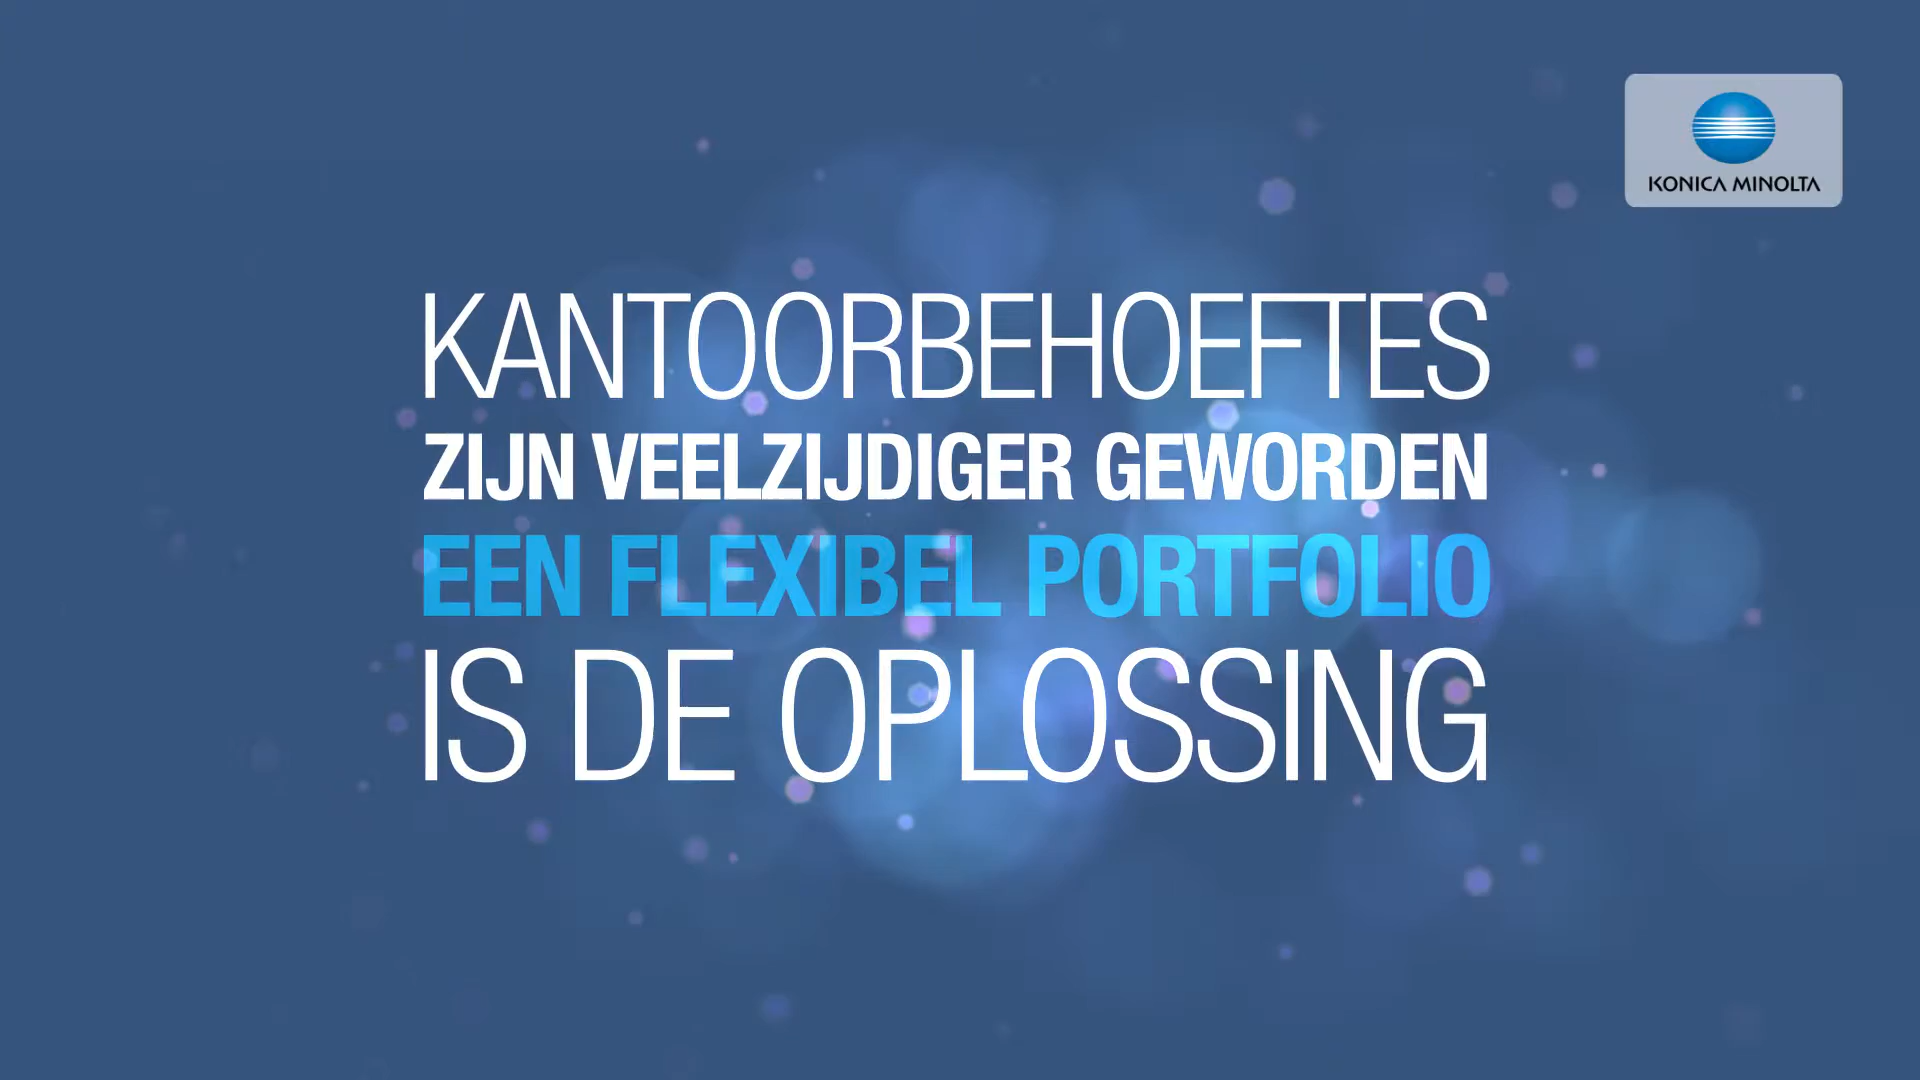 KONICA MINOLTA
KANTOORBEHOEFTES
ZIJN VEELZIJDIGER GEWORDEN
EEN FLEXIBEL PORTFOLIO
IS DE OPLOSSING